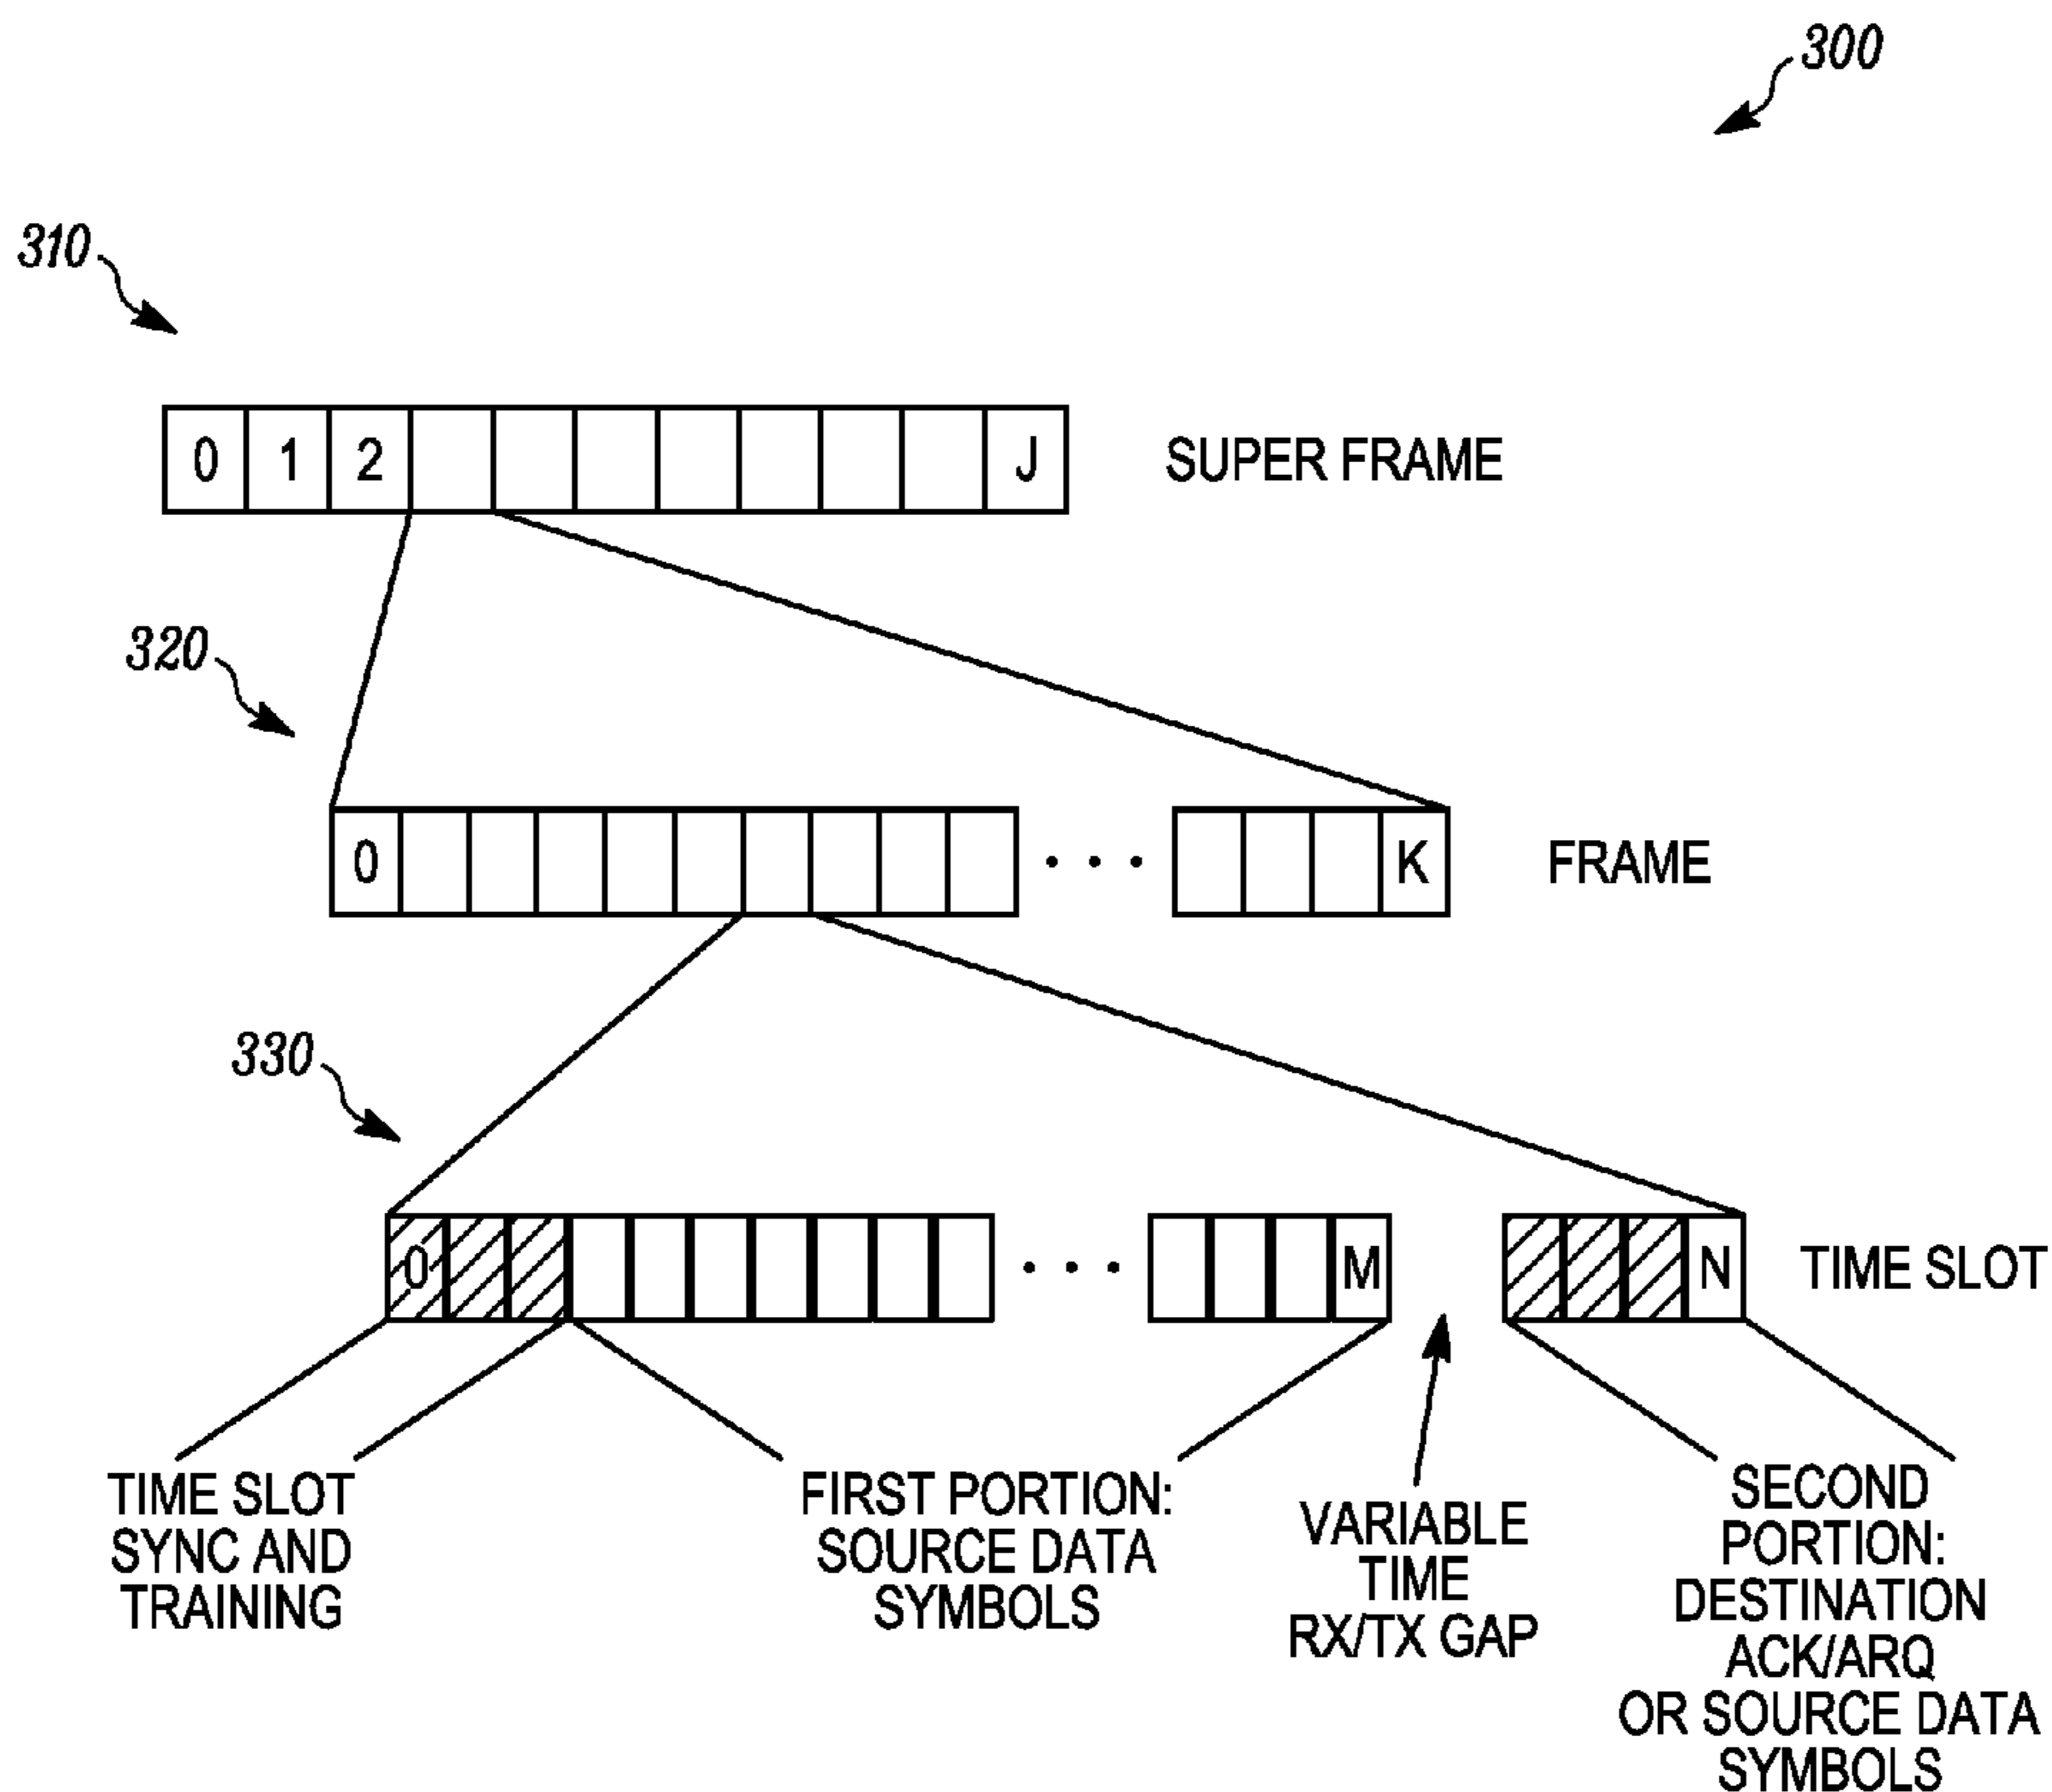 300
310
0 1 2 J SUPER FRAME
320
0 ... K FRAME
330
0 ... M N TIME SLOT
TIME SLOT
SYNC AND
TRAINING
FIRST PORTION:
SOURCE DATA
SYMBOLS
VARIABLE
TIME
RX/TX GAP
SECOND
PORTION:
DESTINATION
ACK/ARQ
OR SOURCE DATA
SYMBOLS